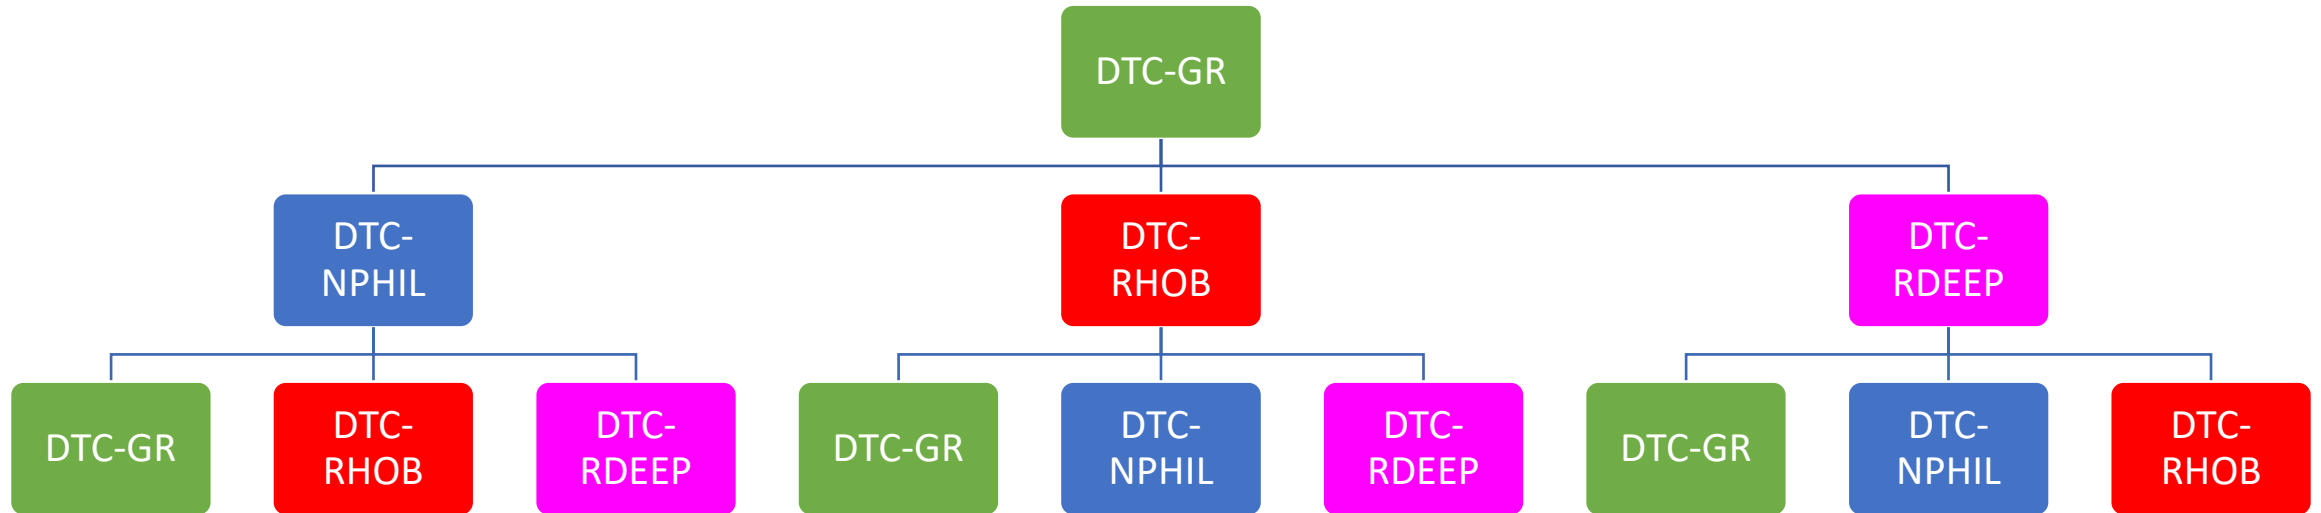 DTC-GR
DTC-
NPHIL
DTC-
RHOB
DTC-
RDEEP
DTC-GR
DTC-
RHOB
DTC-
RDEEP
DTC-GR
DTC-
NPHIL
DTC-
RDEEP
DTC-GR
DTC-
NPHIL
DTC-
RHOB